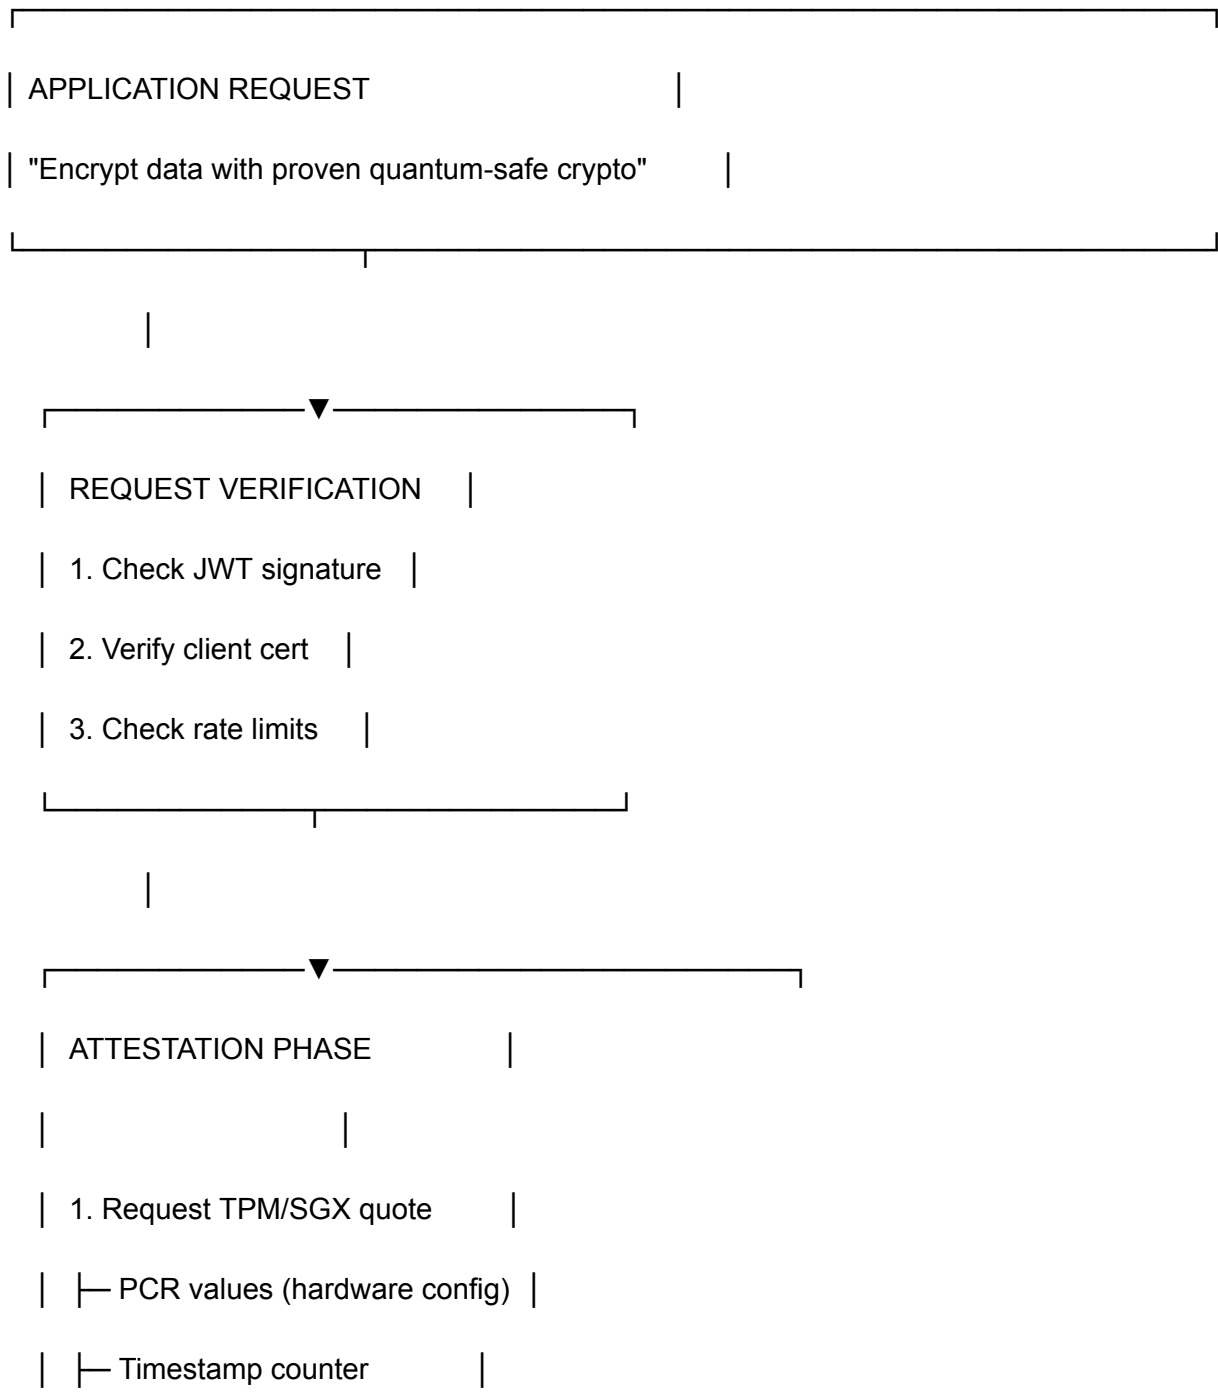 APPLICATION REQUEST
"Encrypt data with proven quantum-safe crypto"
▼
REQUEST VERIFICATION
1. Check JWT signature
2. Verify client cert
3. Check rate limits
▼
ATTESTATION PHASE
1. Request TPM/SGX quote
├─ PCR values (hardware config)
├─ Timestamp counter